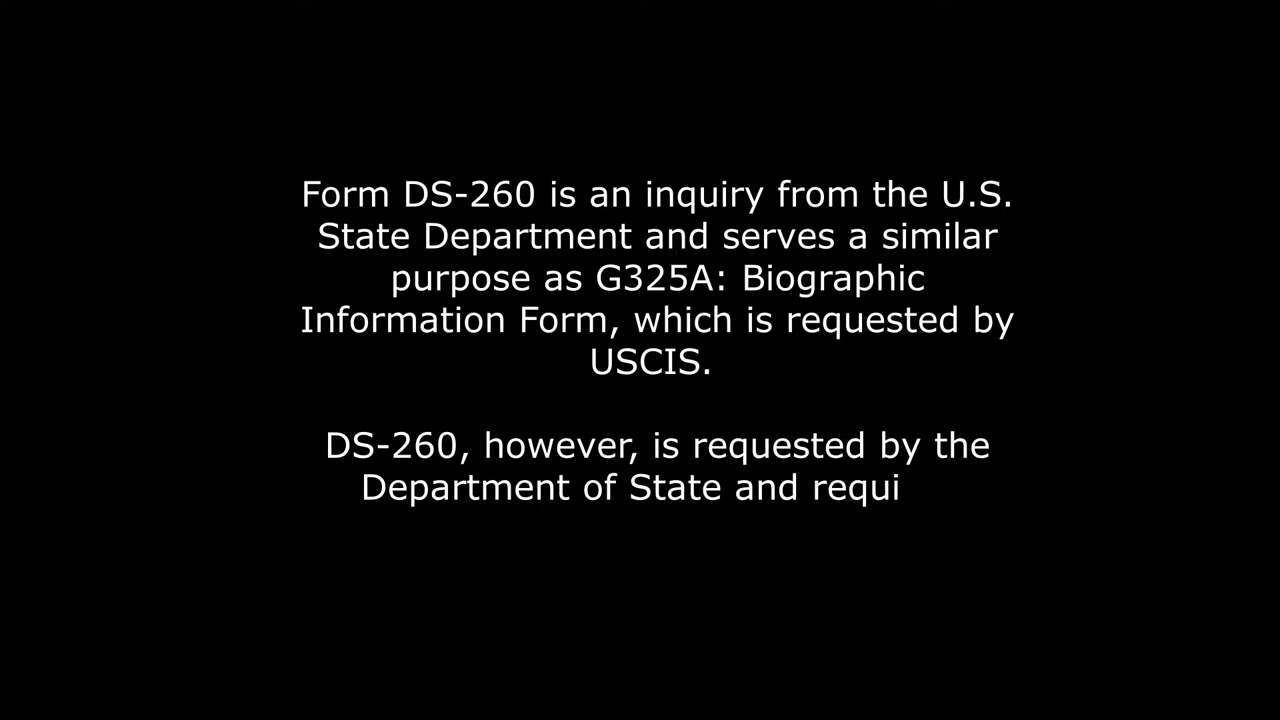 Form DS-260 is an inquiry from the U.S.
State Department and serves a similar
purpose as G325A: Biographic
Information Form, which is requested by
USCIS.
DS-260, however, is requested by the
Department of State and requi